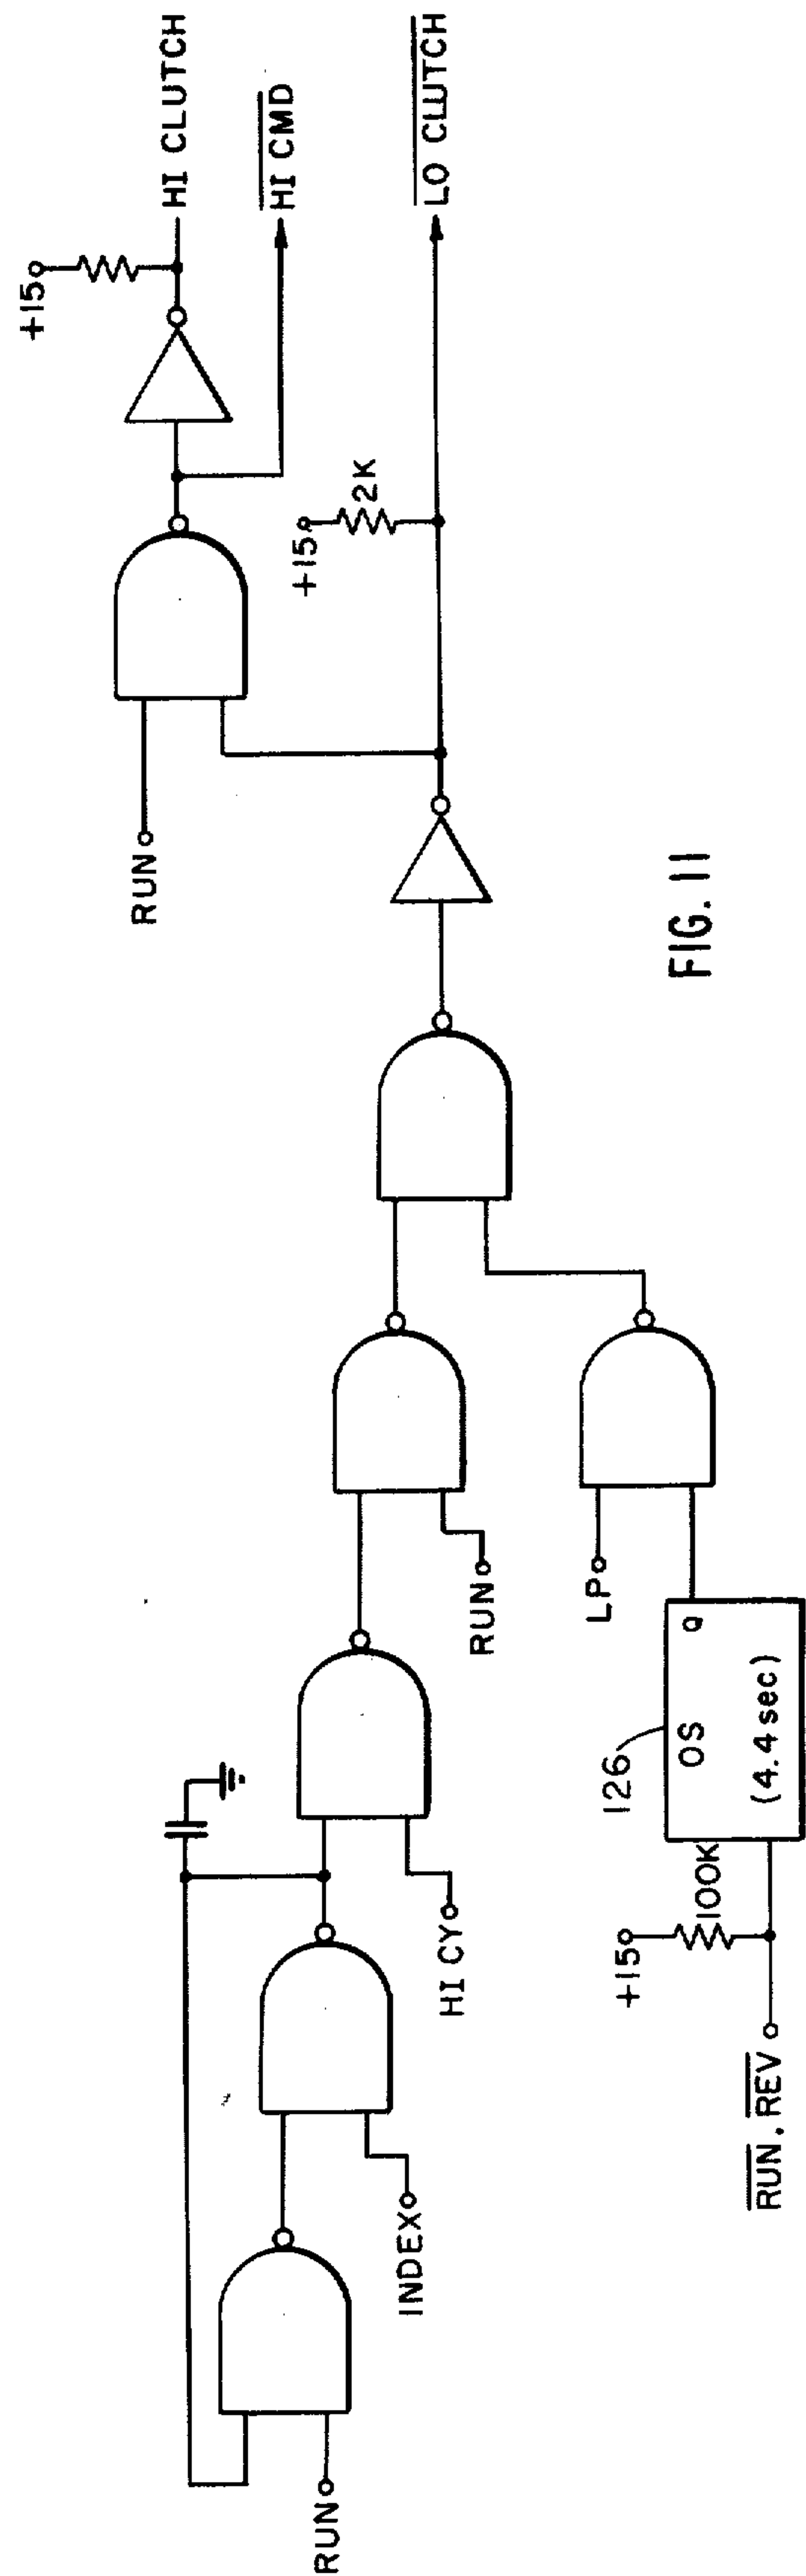 +15
HI CLUTCH
HI CMD
RUN
+15
2K
LO CLUTCH
RUN
INDEX
HI CY
RUN
LP
126
OS
Q
(4.4 sec)
+15
100K
RUN, REV
FIG. 11